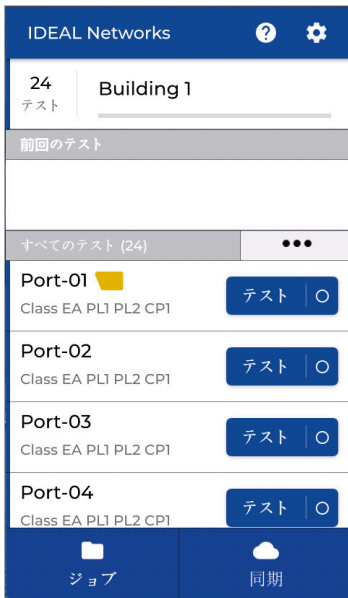 IDEAL Networks
24
テスト
Building 1
前回のテスト
すべてのテスト (24)
Port-01
Class EA PL1 PL2 CP1
テスト
Port-02
Class EA PL1 PL2 CP1
テスト
Port-03
Class EA PL1 PL2 CP1
テスト
Port-04
Class EA PL1 PL2 CP1
テスト
ジョブ
同期